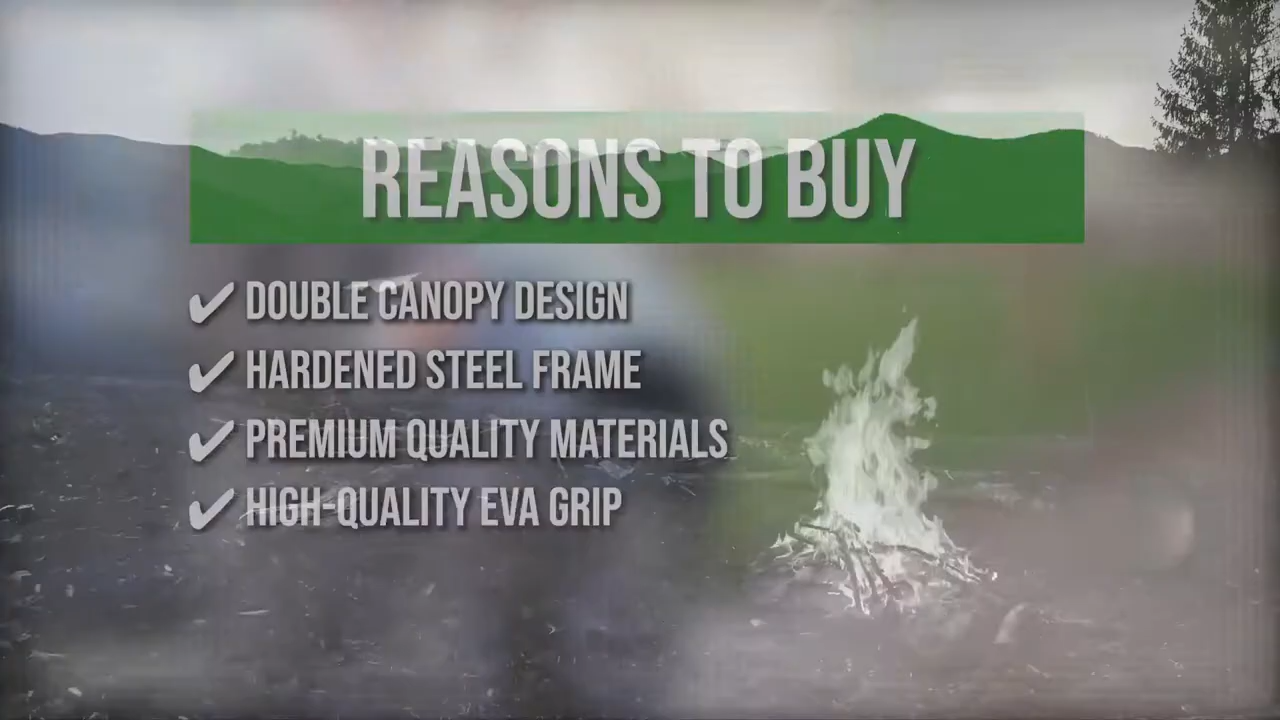 REASONS TO BUY
✔ DOUBLE CANOPY DESIGN
✔ HARDENED STEEL FRAME
✔ PREMIUM QUALITY MATERIALS
✔ HIGH-QUALITY EVA GRIP